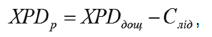 XPD_р = XPD_дощ − C_лід,